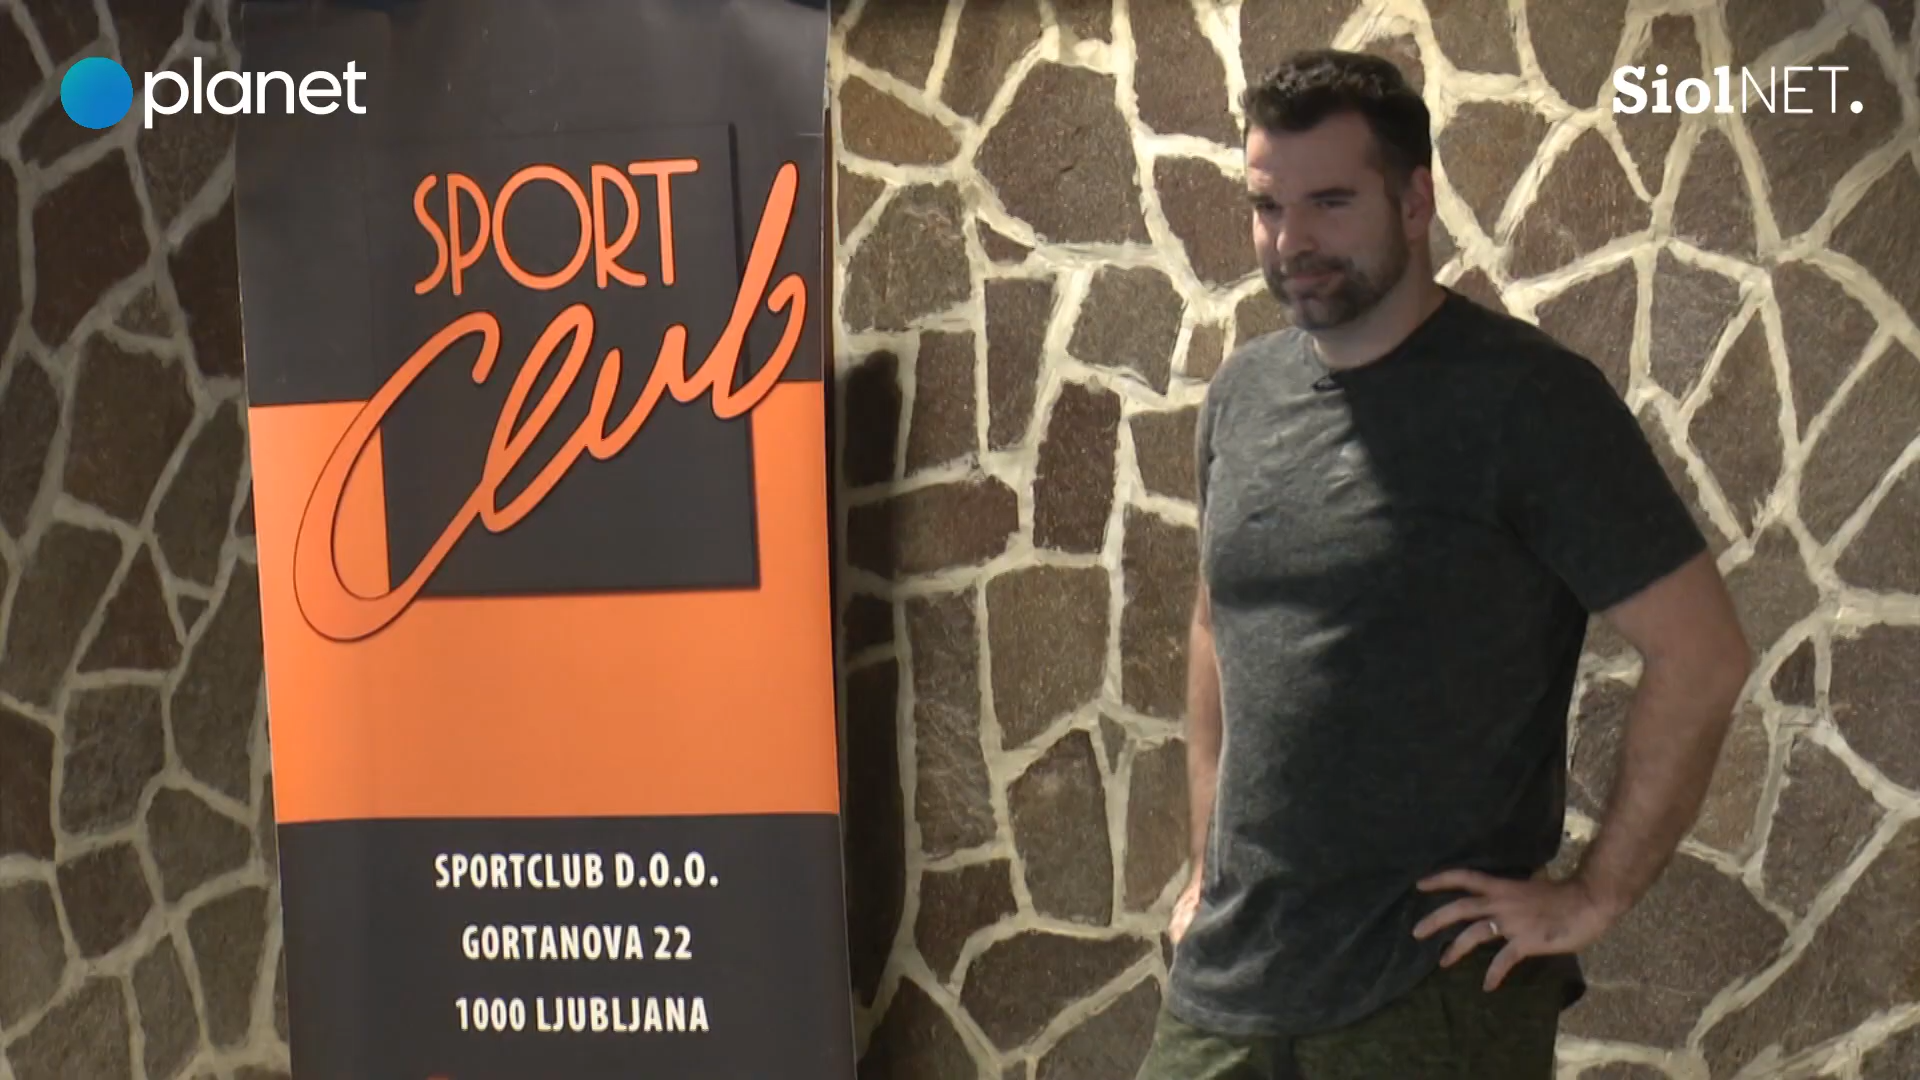 planet
SiolNET.
SPORT
Club
SPORTCLUB D.O.O.
GORTANOVA 22
1000 LJUBLJANA